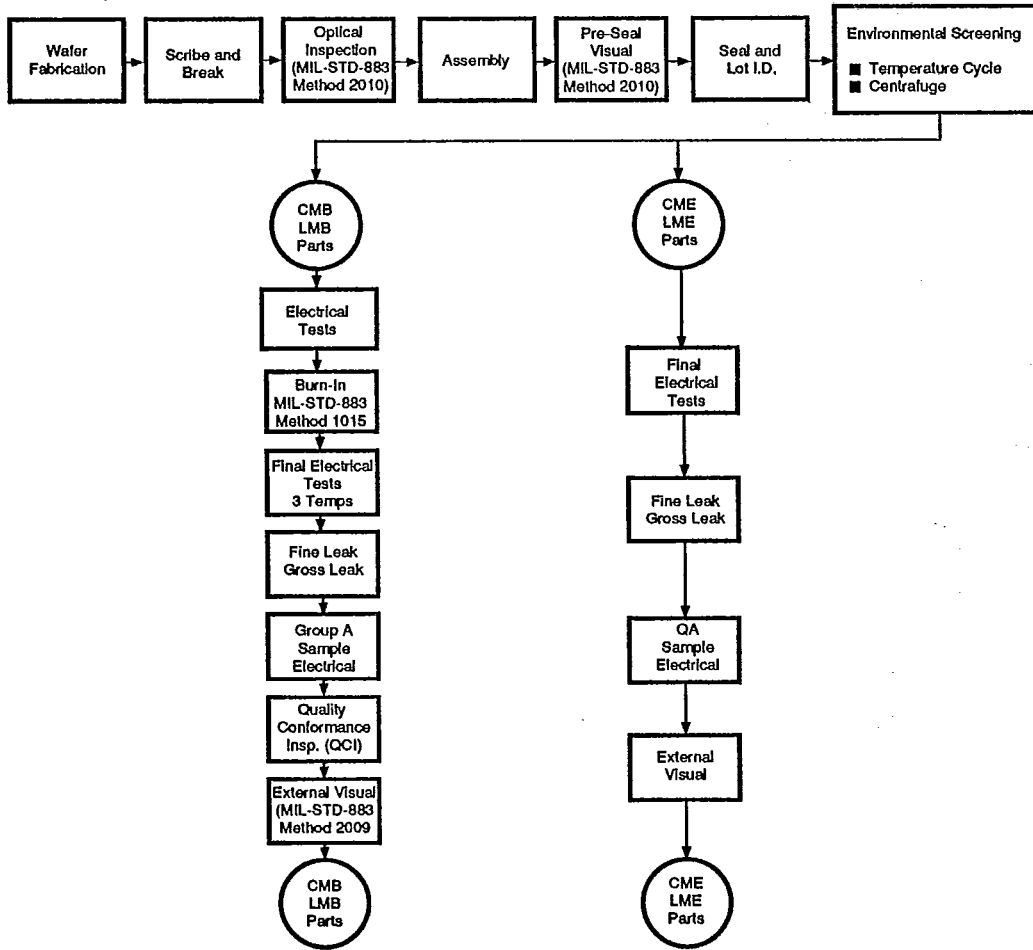 Wafer
Fabrication
Scribe and
Break
Optical
Inspection
(MIL-STD-883
Method 2010)
Assembly
Pre-Seal
Visual
(MIL-STD-883
Method 2010)
Seal and
Lot I.D.
Environmental Screening
■ Temperature Cycle
■ Centrafuge
CMB
LMB
Parts
Electrical
Tests
Burn-In
MIL-STD-883
Method 1015
Final Electrical
Tests
3 Temps
Fine Leak
Gross Leak
Group A
Sample
Electrical
Quality
Conformance
Insp. (QCI)
External Visual
(MIL-STD-883
Method 2009
CMB
LMB
Parts
CME
LME
Parts
Final
Electrical
Tests
Fine Leak
Gross Leak
QA
Sample
Electrical
External
Visual
CME
LME
Parts